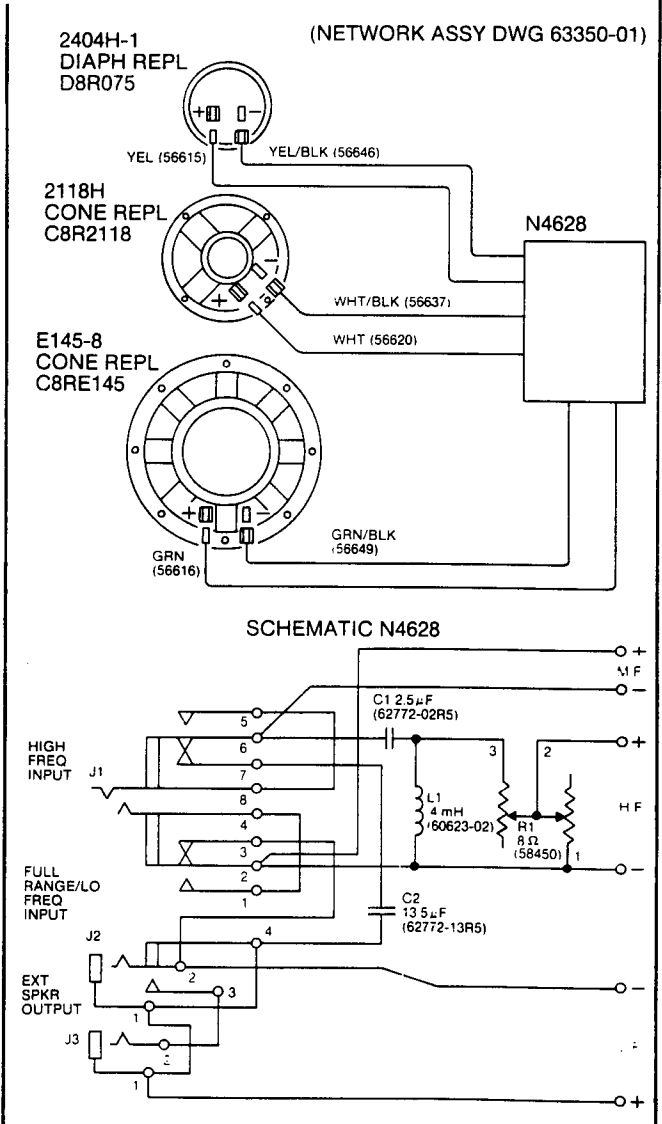 (NETWORK ASSY DWG 63350-01)
2404H-1
DIAPH REPL
D8R075
+ −
YEL (56615)
YEL/BLK (56646)
2118H
CONE REPL
C8R2118
+ −
N4628
WHT/BLK (56637)
WHT (56620)
E145-8
CONE REPL
C8RE145
+ −
GRN
(56616)
GRN/BLK
(56649)
SCHEMATIC N4628
+
M F
−
C1 2.5µF
(62772-02R5)
HIGH
FREQ
INPUT
J1
5
6
7
8
4
3
2
1
L1
4 mH
(60623-02)
3
2
+
H F
R1
8 Ω
(58450)
1
−
FULL
RANGE/LO
FREQ
INPUT
C2
13 5µF
(62772-13R5)
J2
4
2
−
EXT
SPKR
OUTPUT
3
1
J3
2
1
+